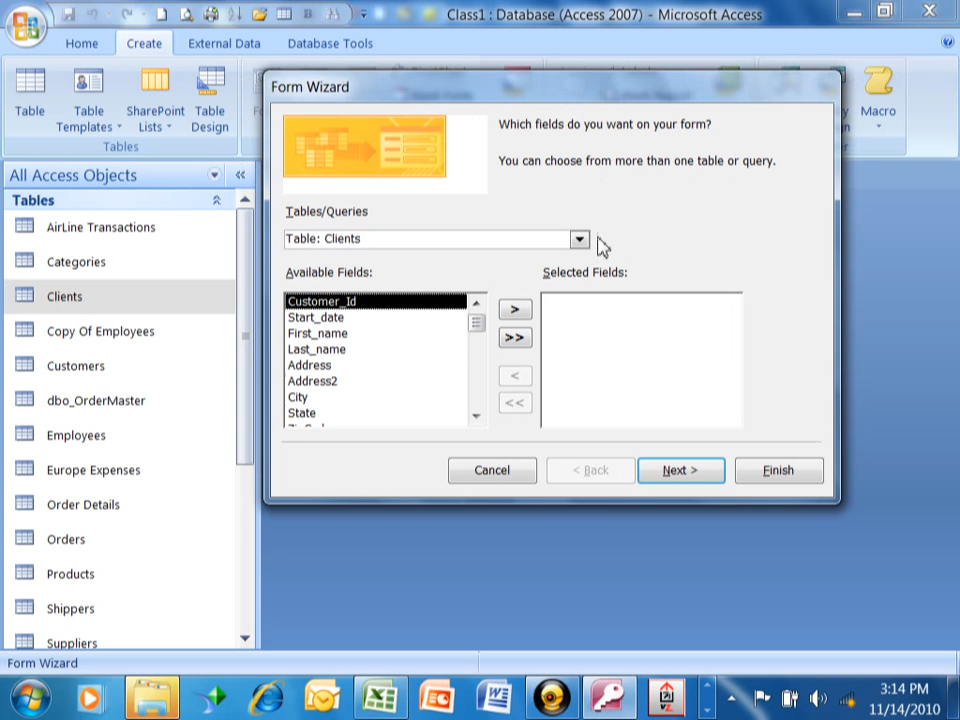 Class1 : Database (Access 2007) - Microsoft Access
Home Create External Data Database Tools
Table
Table Templates
SharePoint Lists
Table Design
Macro
Tables
Form Wizard
Which fields do you want on your form?
You can choose from more than one table or query.
Tables/Queries
Table: Clients
Available Fields:
Selected Fields:
Customer_Id
Start_date
First_name
Last_name
Address
Address2
City
State
>
>>
<
<<
Cancel
< Back
Next >
Finish
All Access Objects
Tables
AirLine Transactions
Categories
Clients
Copy Of Employees
Customers
dbo_OrderMaster
Employees
Europe Expenses
Order Details
Orders
Products
Shippers
Suppliers
Form Wizard
3:14 PM
11/14/2010